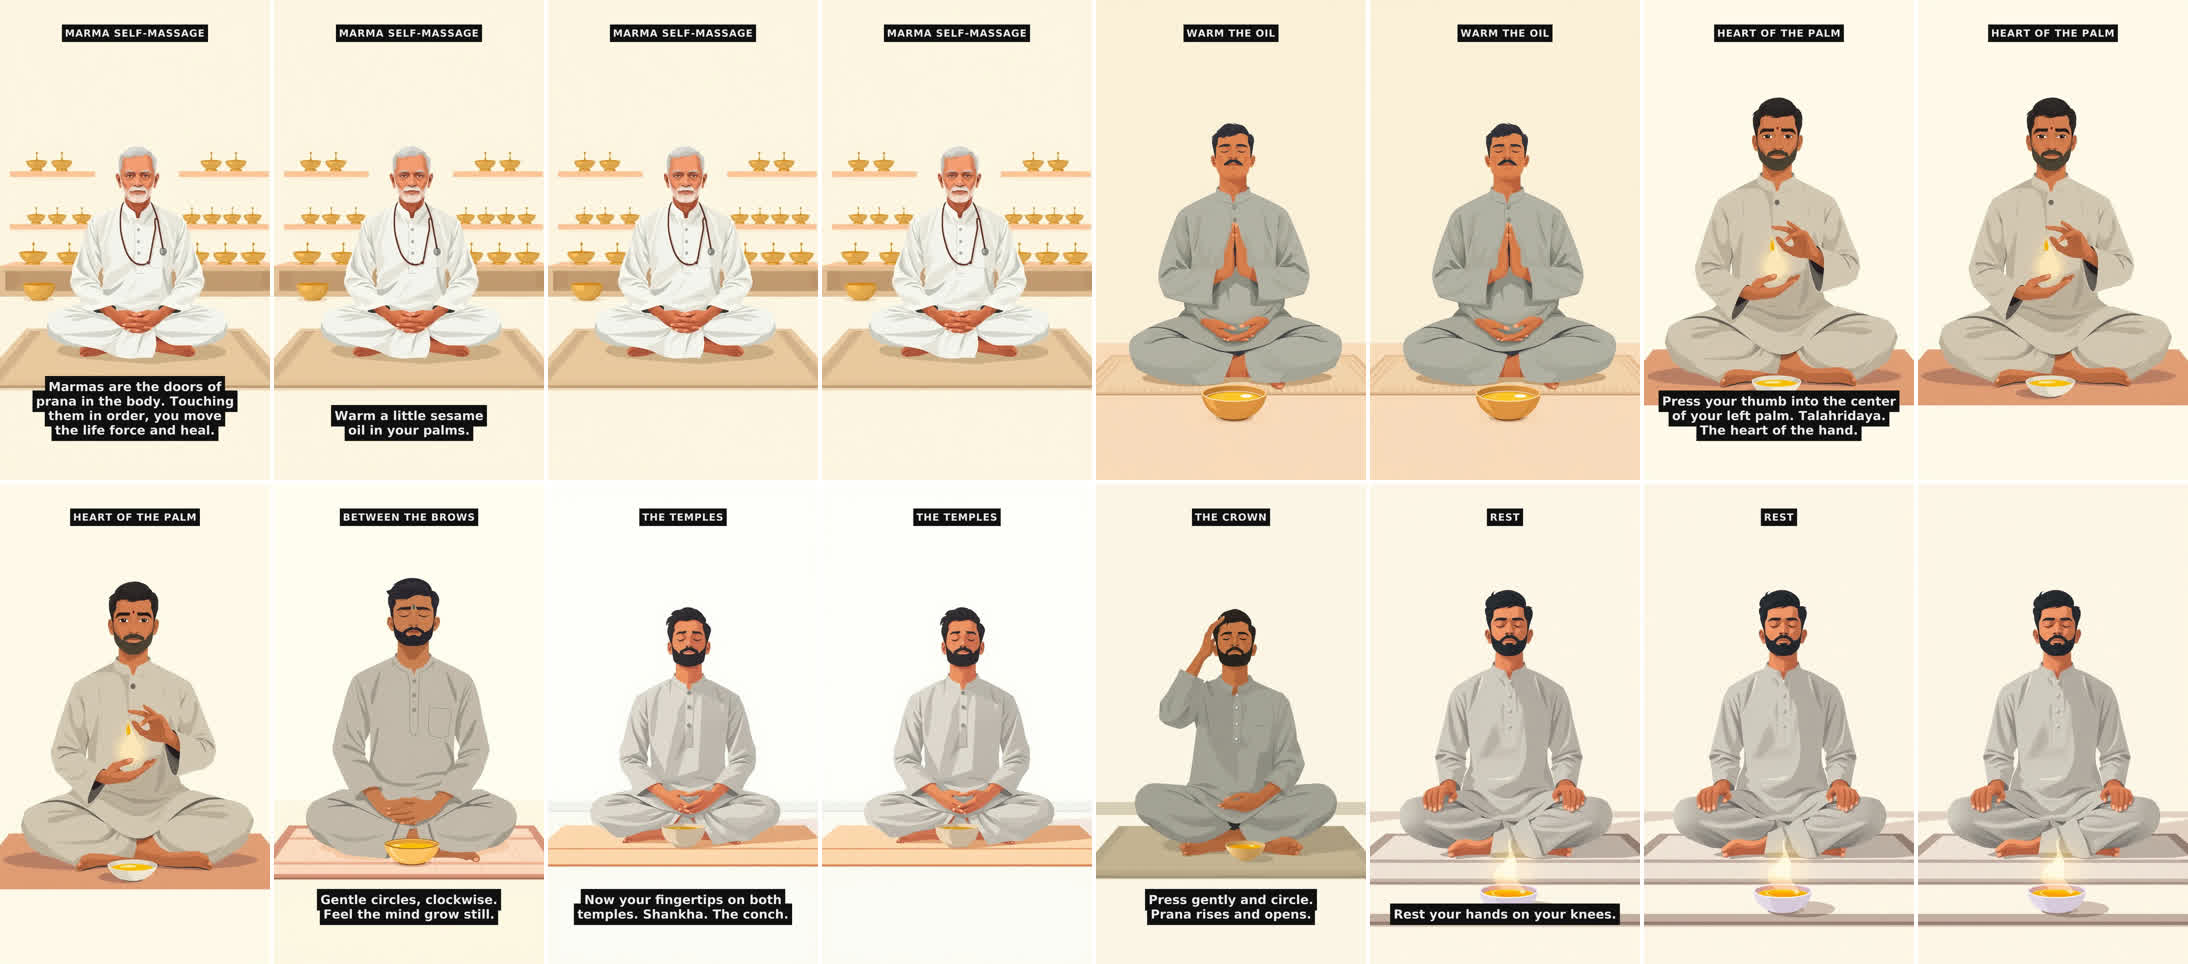 MARMA SELF-MASSAGE
Marmas are the doors of
prana in the body. Touching
them in order, you move
the life force and heal.
MARMA SELF-MASSAGE
Warm a little sesame
oil in your palms.
MARMA SELF-MASSAGE
MARMA SELF-MASSAGE
WARM THE OIL
WARM THE OIL
HEART OF THE PALM
Press your thumb into the center
of your left palm. Talahridaya.
The heart of the hand.
HEART OF THE PALM
HEART OF THE PALM
BETWEEN THE BROWS
Gentle circles, clockwise.
Feel the mind grow still.
THE TEMPLES
Now your fingertips on both
temples. Shankha. The conch.
THE TEMPLES
THE CROWN
Press gently and circle.
Prana rises and opens.
REST
Rest your hands on your knees.
REST